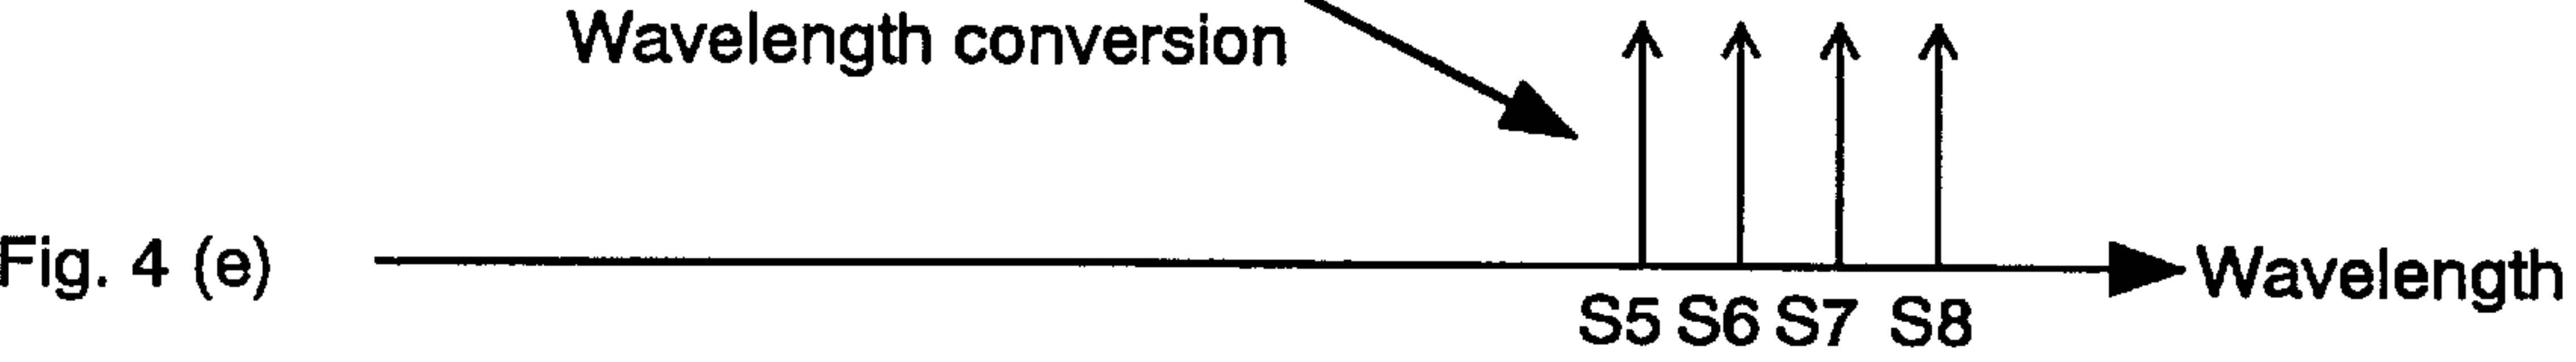 Wavelength conversion
Fig. 4 (e)
Wavelength
S5 S6 S7 S8